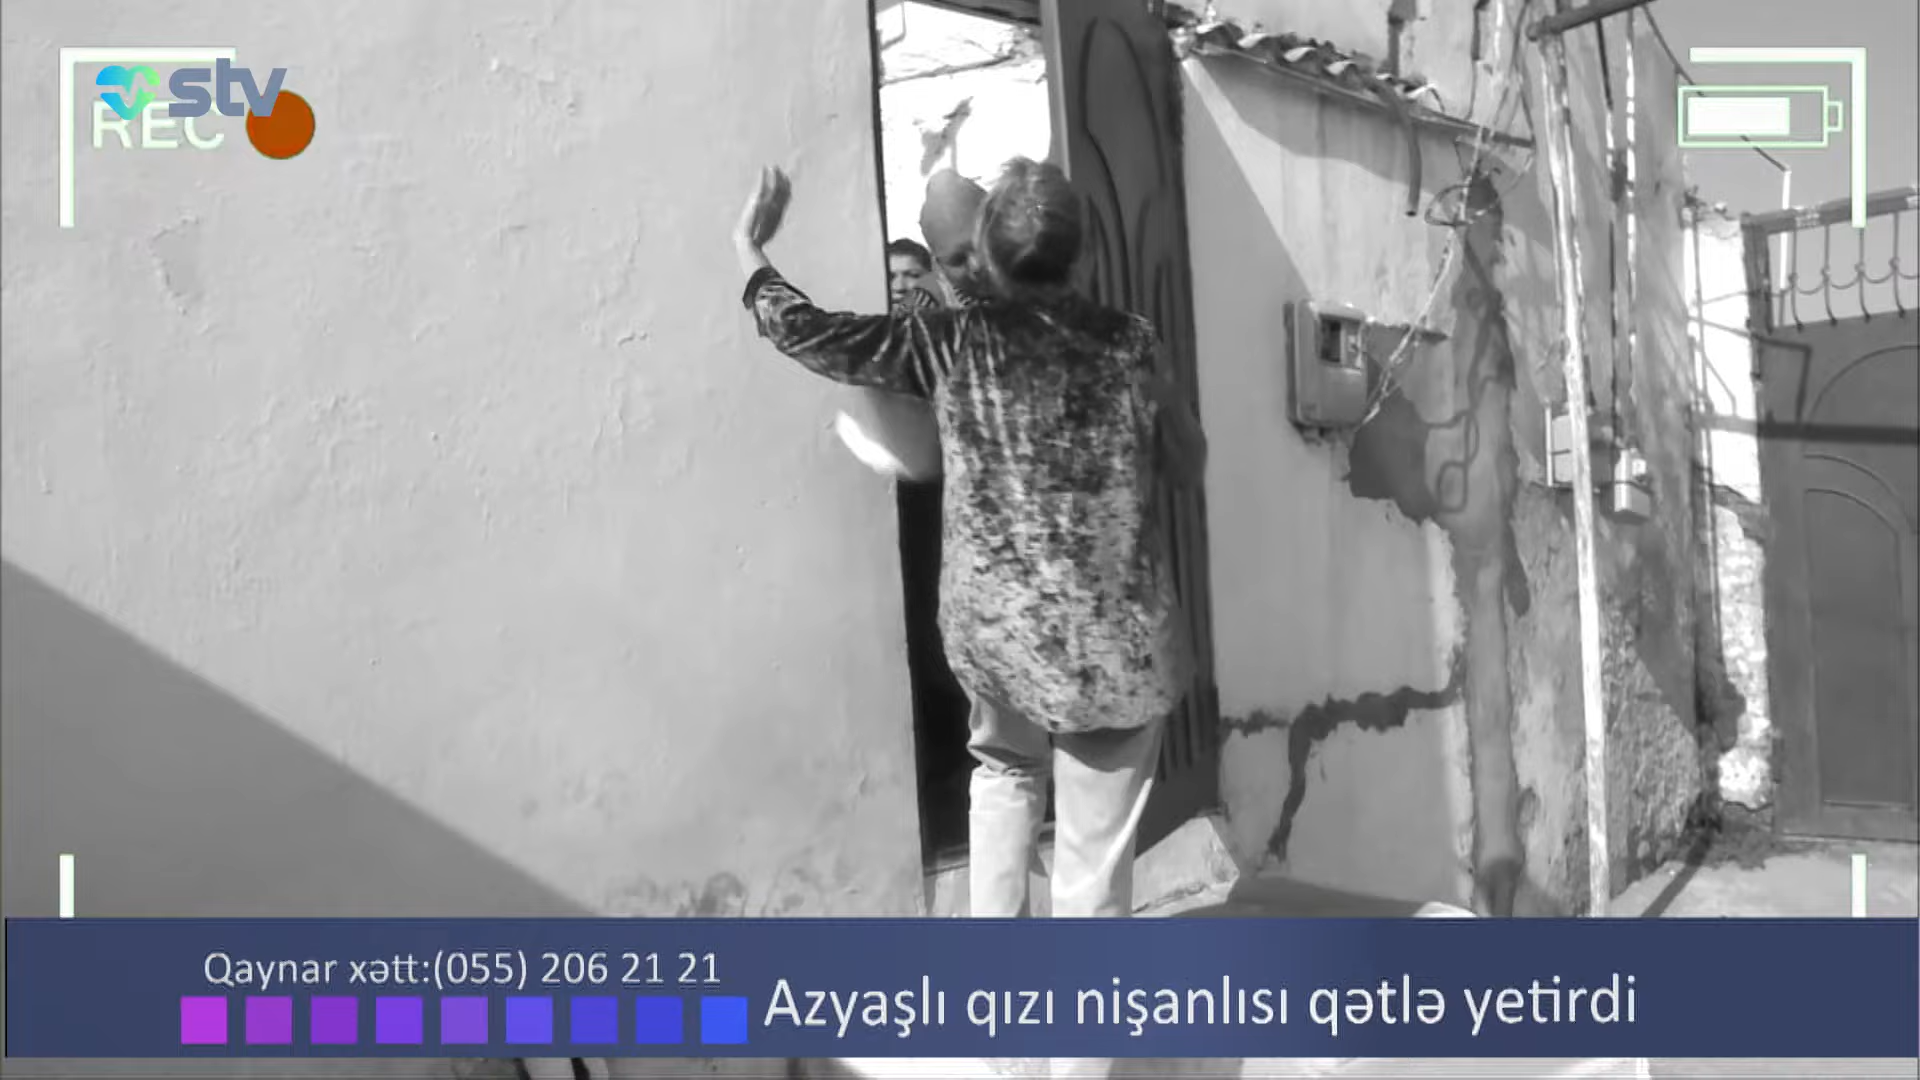 stv
REC
Qaynar xətt:(055) 206 21 21
Azyaşlı qızı nişanlısı qətlə yetirdi